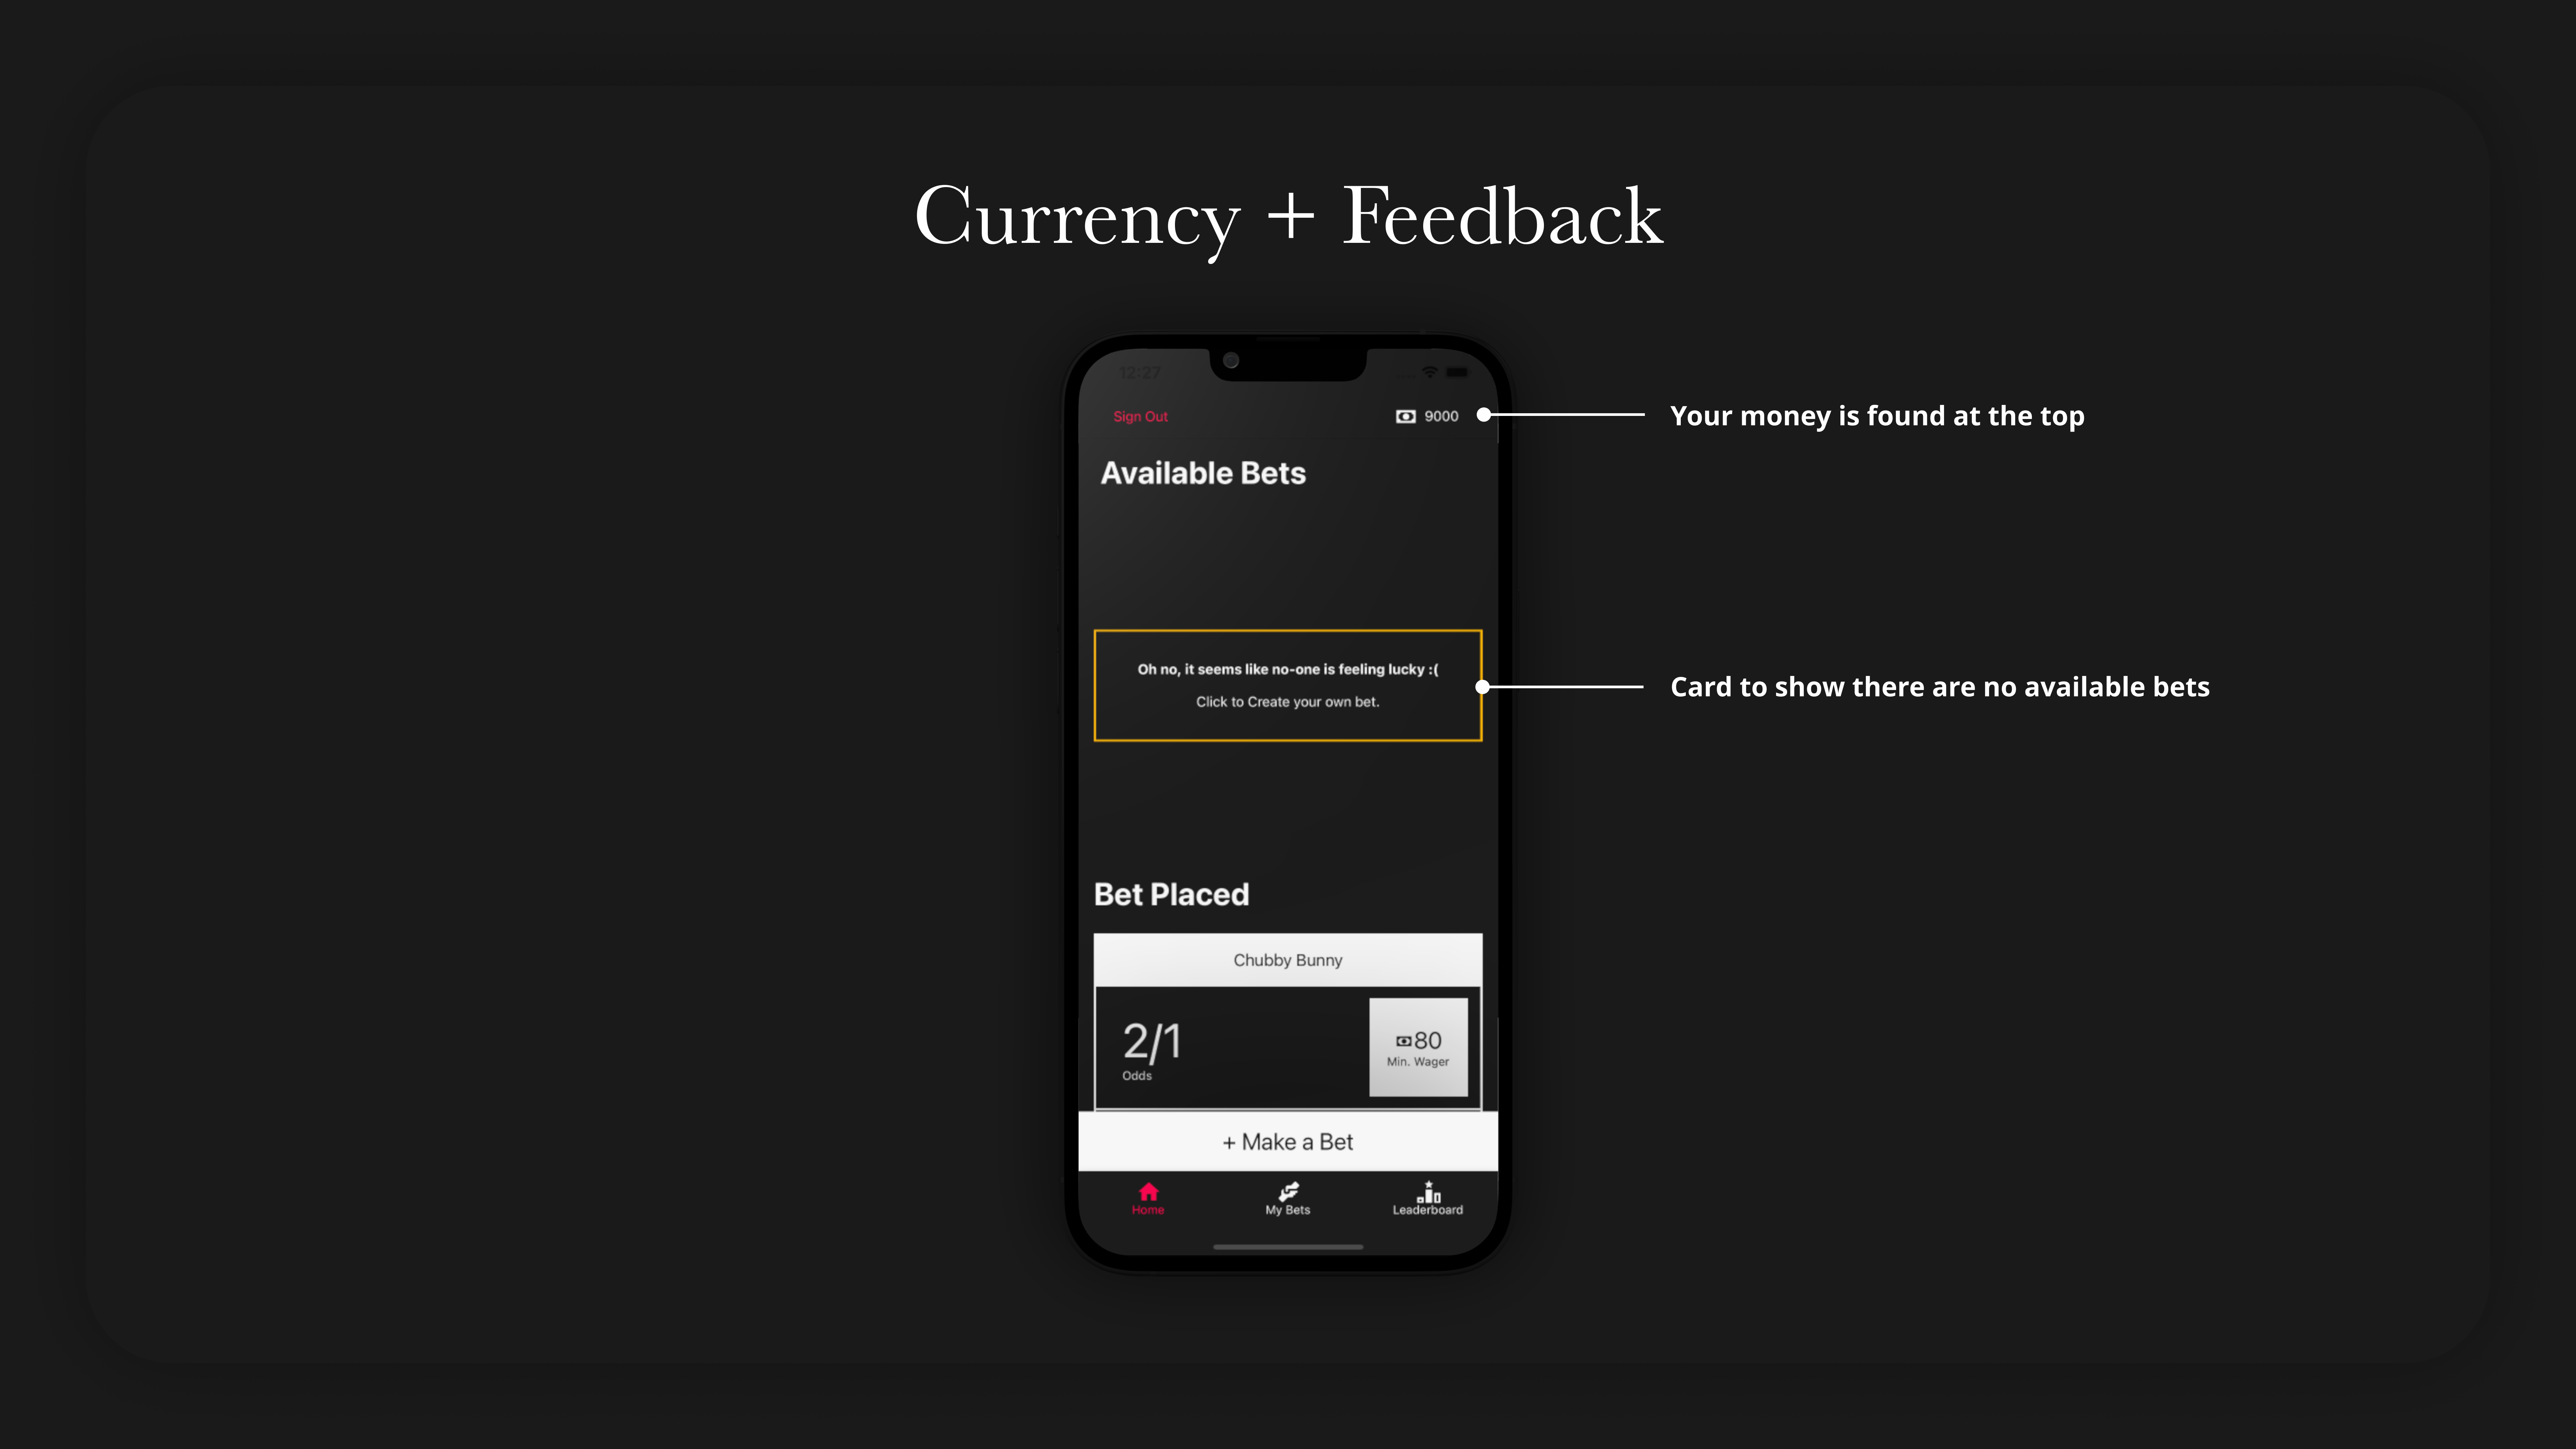 Currency + Feedback
12:27
Sign Out
9000
Your money is found at the top
Available Bets
Oh no, it seems like no-one is feeling lucky :(
Click to Create your own bet.
Card to show there are no available bets
Bet Placed
Chubby Bunny
2/1
Odds
80
Min. Wager
+ Make a Bet
Home
My Bets
Leaderboard